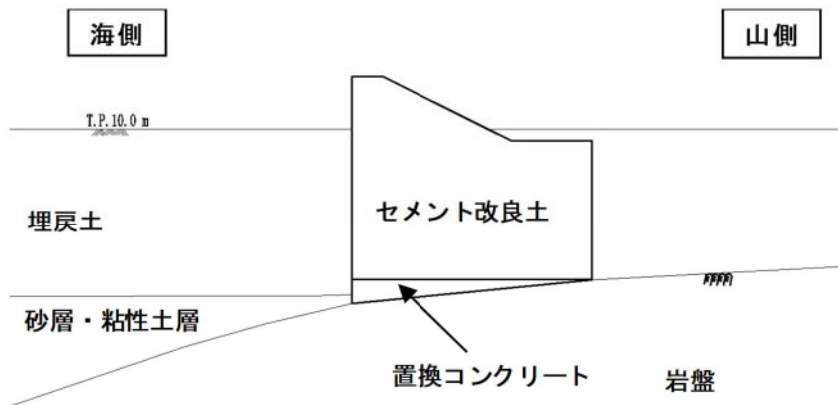 海側
山側
T.P.10.0 m
埋戻土
セメント改良土
砂層・粘性土層
置換コンクリート
岩盤